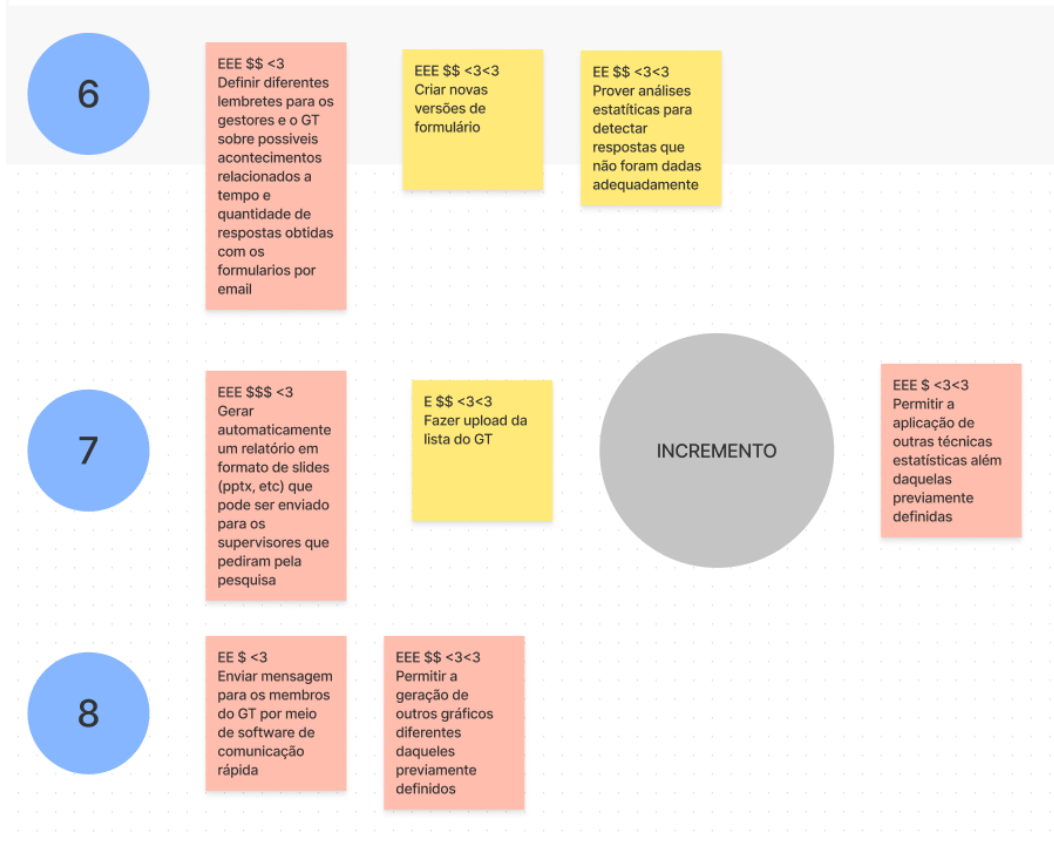 6
EEE $$ <3
Definir diferentes
lembretes para os
gestores e o GT
sobre possiveis
acontecimentos
relacionados a
tempo e
quantidade de
respostas obtidas
com os
formularios por
email
EEE $$ <3<3
Criar novas
versões de
formulário
EE $$ <3<3
Prover análises
estatíticas para
detectar
respostas que
não foram dadas
adequadamente
7
EEE $$$ <3
Gerar
automaticamente
um relatório em
formato de slides
(pptx, etc) que
pode ser enviado
para os
supervisores que
pediram pela
pesquisa
E $$ <3<3
Fazer upload da
lista do GT
INCREMENTO
EEE $ <3<3
Permitir a
aplicação de
outras técnicas
estatísticas além
daquelas
previamente
definidas
8
EE $ <3
Enviar mensagem
para os membros
do GT por meio
de software de
comunicação
rápida
EEE $$ <3<3
Permitir a
geração de
outros gráficos
diferentes
daqueles
previamente
definidos